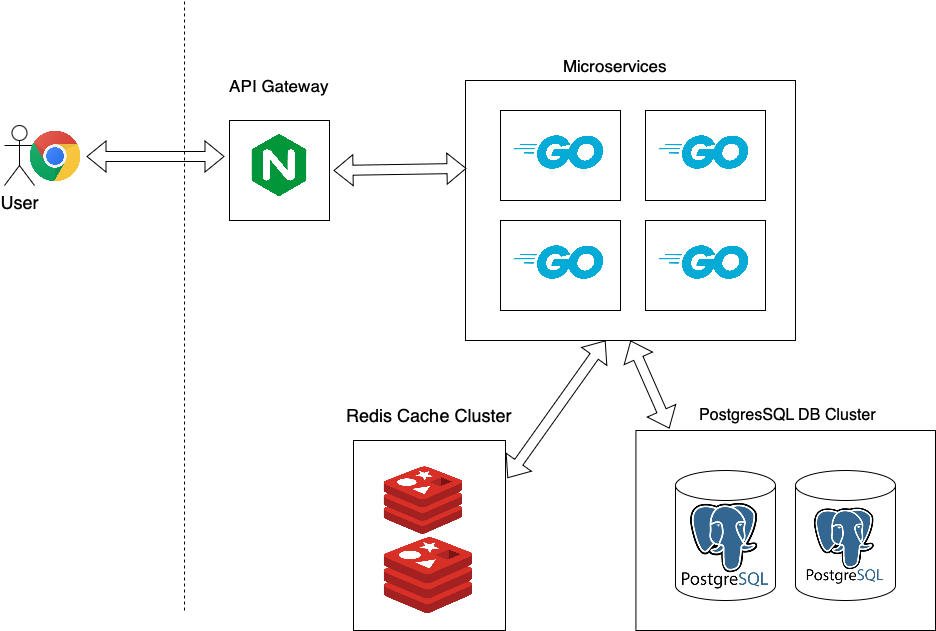 Microservices
API Gateway
GO
GO
N
User
GO
GO
Redis Cache Cluster
PostgresSQL DB Cluster
PostgreSQL
PostgreSQL